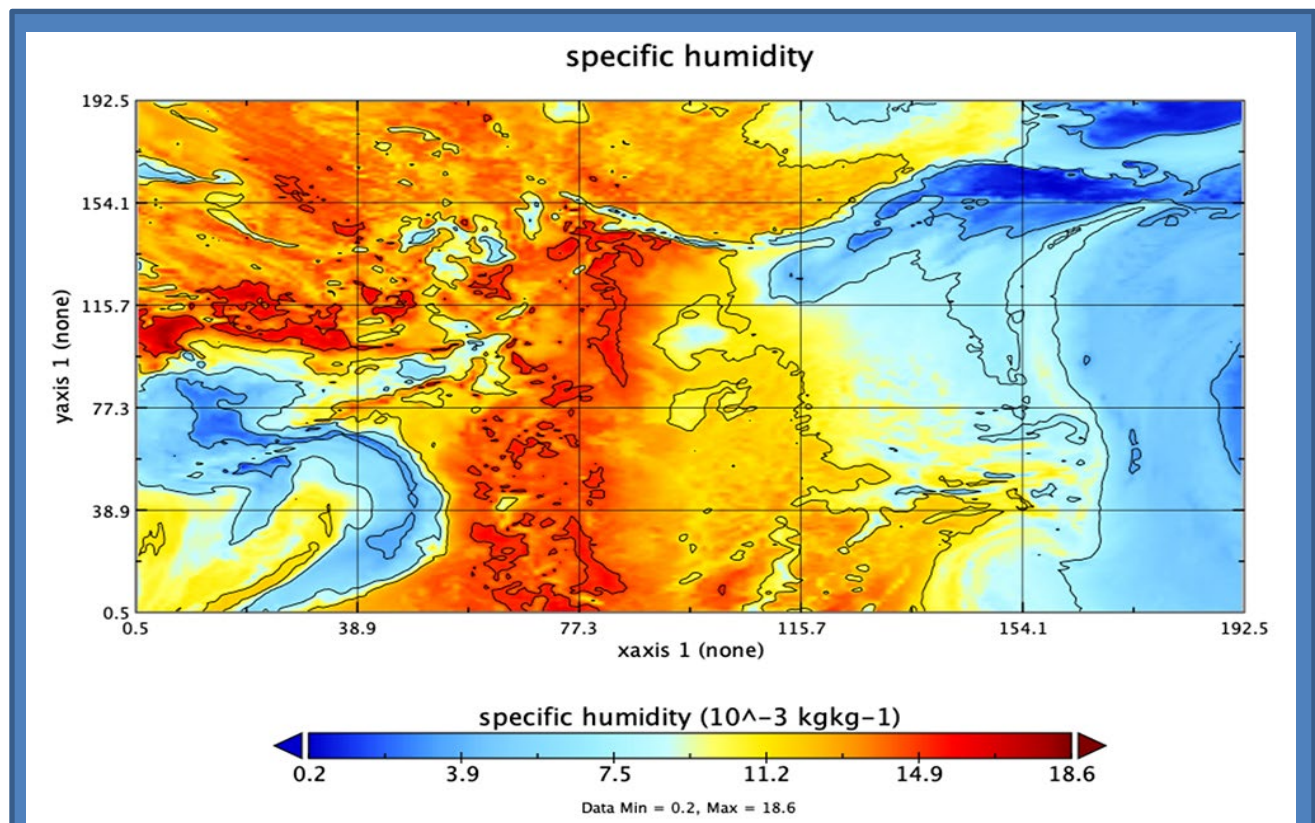 specific humidity
192.5
154.1
115.7
77.3
38.9
0.5
yaxis 1 (none)
0.5 38.9 77.3 115.7 154.1 192.5
xaxis 1 (none)
specific humidity (10^-3 kgkg-1)
0.2 3.9 7.5 11.2 14.9 18.6
Data Min = 0.2, Max = 18.6